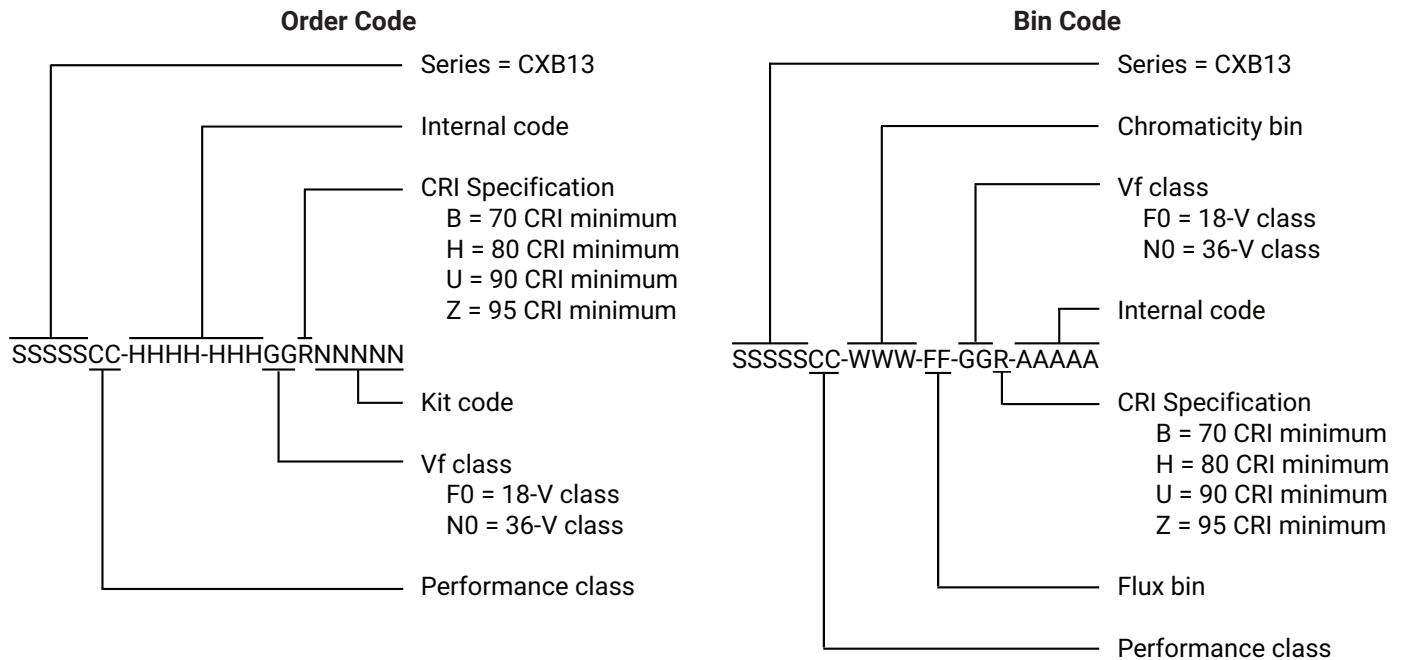 Order Code
Series = CXB13
Internal code
CRI Specification
B = 70 CRI minimum
H = 80 CRI minimum
U = 90 CRI minimum
Z = 95 CRI minimum
SSSSSCC-HHHH-HHHGGRNNNNN
Kit code
Vf class
F0 = 18-V class
N0 = 36-V class
Performance class
Bin Code
Series = CXB13
Chromaticity bin
Vf class
F0 = 18-V class
N0 = 36-V class
Internal code
SSSSSCC-WWW-FF-GGR-AAAAA
CRI Specification
B = 70 CRI minimum
H = 80 CRI minimum
U = 90 CRI minimum
Z = 95 CRI minimum
Flux bin
Performance class